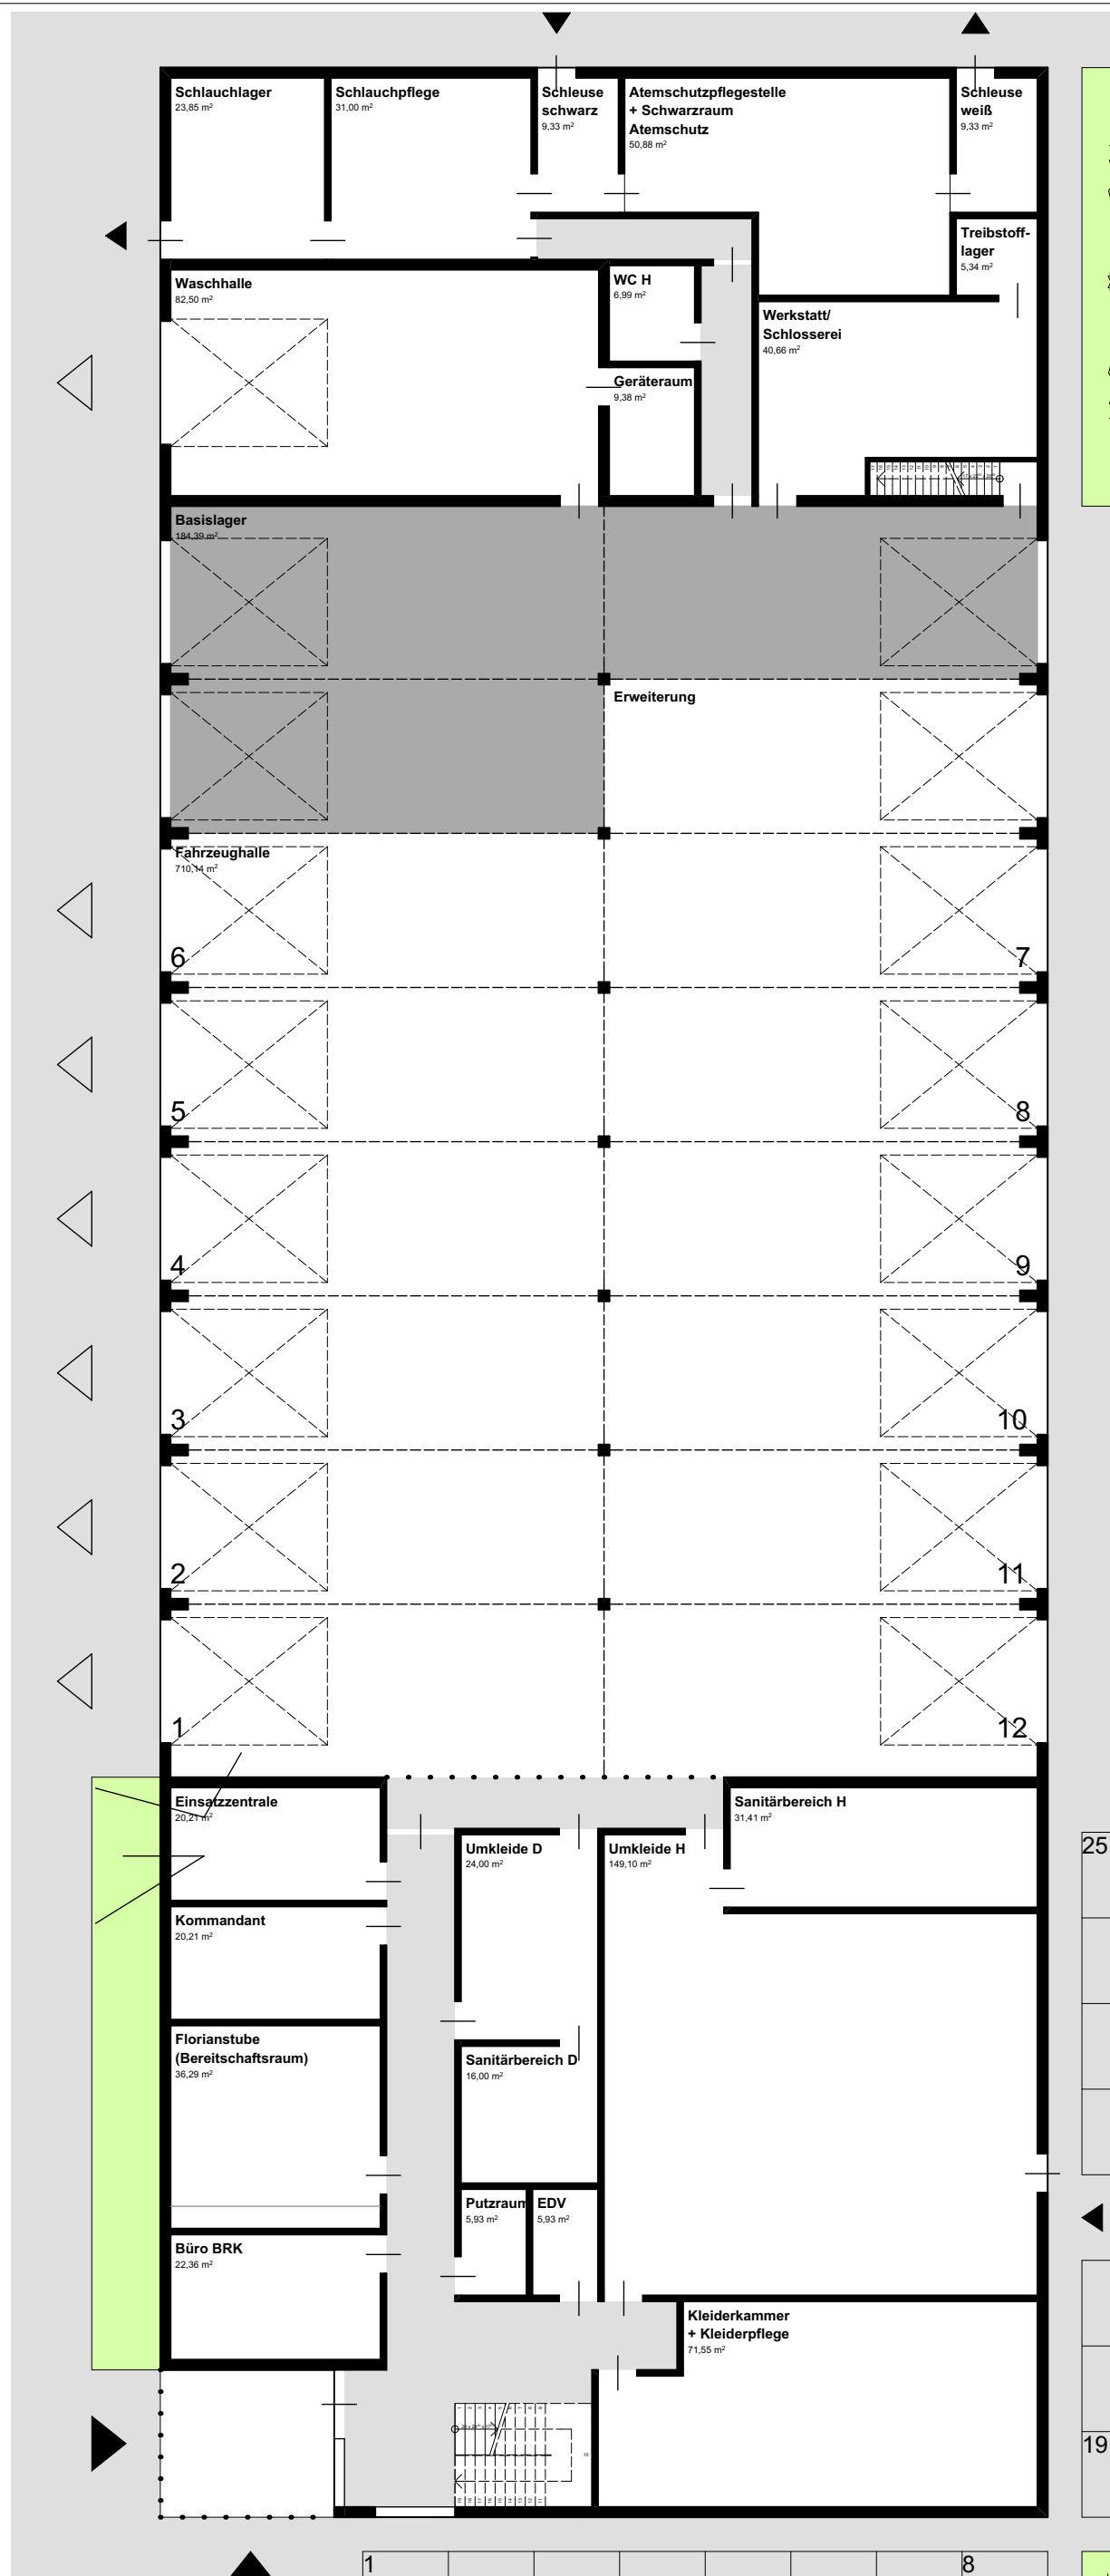 Schlauchlager
23,85 m²
Schlauchpflege
31,00 m²
Schleuse
schwarz
9,33 m²
Atemschutzpflegestelle
+ Schwarzraum
Atemschutz
50,88 m²
Schleuse
weiß
9,33 m²
Treibstoff-
lager
5,34 m²
Waschhalle
82,50 m²
WC H
6,99 m²
Werkstatt/
Schlosserei
40,66 m²
Geräteraum
9,38 m²
Basislager
184,39 m²
Erweiterung
Fahrzeughalle
710,14 m²
6
7
5
8
4
9
3
10
2
11
1
12
Einsatzzentrale
20,21 m²
Sanitärbereich H
31,41 m²
Umkleide D
24,00 m²
Umkleide H
149,10 m²
25
Kommandant
20,21 m²
Florianstube
(Bereitschaftsraum)
36,29 m²
Sanitärbereich D
16,00 m²
Putzraum
5,93 m²
EDV
5,93 m²
Büro BRK
22,36 m²
Kleiderkammer
+ Kleiderpflege
71,55 m²
19
1
8